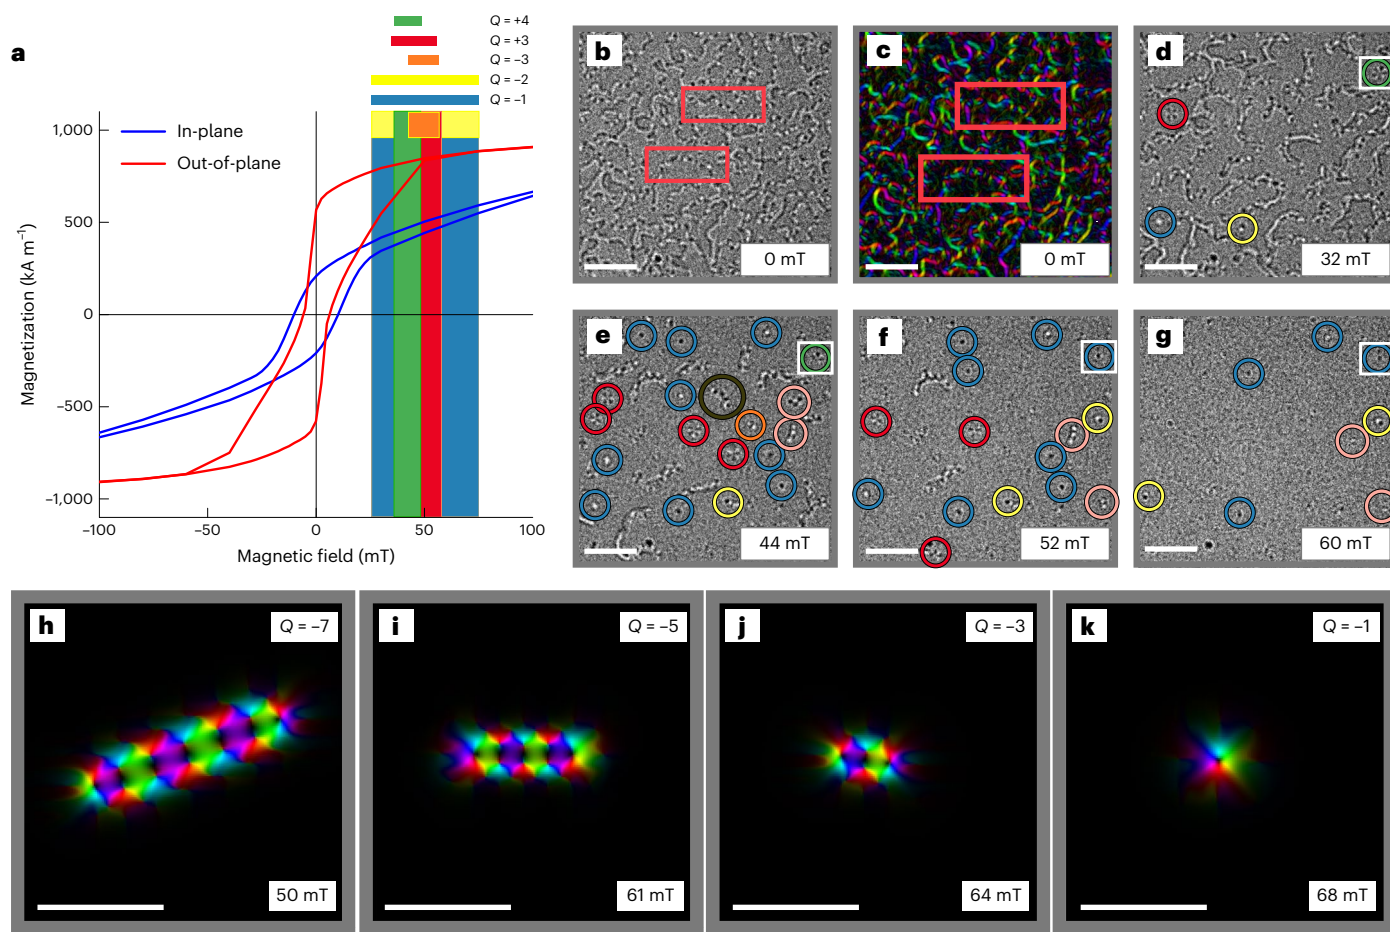 a
Q = +4
Q = +3
Q = −3
Q = −2
Q = −1
In-plane
Out-of-plane
1,000
500
0
−500
−1,000
Magnetization (kA m⁻¹)
−100
−50
0
50
100
Magnetic field (mT)
b
0 mT
c
0 mT
d
32 mT
e
44 mT
f
52 mT
g
60 mT
h
Q = −7
50 mT
i
Q = −5
61 mT
j
Q = −3
64 mT
k
Q = −1
68 mT